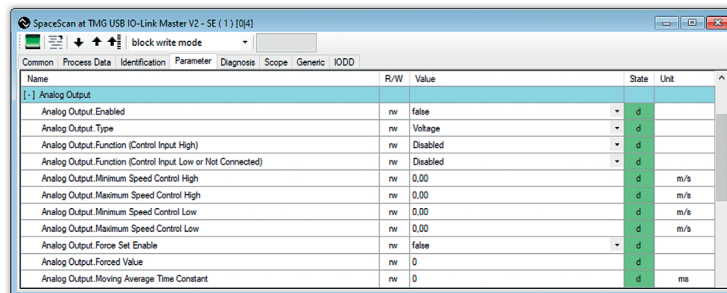 SpaceScan at TMG USB IO-Link Master V2 - SE ( 1 ) [0|4]
block write mode
Common Process Data Identification Parameter Diagnosis Scope Generic IODD
Name R/W Value State Unit
[-] Analog Output
Analog Output.Enabled rw false d
Analog Output.Type rw Voltage d
Analog Output.Function (Control Input High) rw Disabled d
Analog Output.Function (Control Input Low or Not Connected) rw Disabled d
Analog Output.Minimum Speed Control High rw 0,00 d m/s
Analog Output.Maximum Speed Control High rw 0,00 d m/s
Analog Output.Minimum Speed Control Low rw 0,00 d m/s
Analog Output.Maximum Speed Control Low rw 0,00 d m/s
Analog Output.Force Set Enable rw false d
Analog Output.Forced Value rw 0 d
Analog Output.Moving Average Time Constant rw 0 d ms